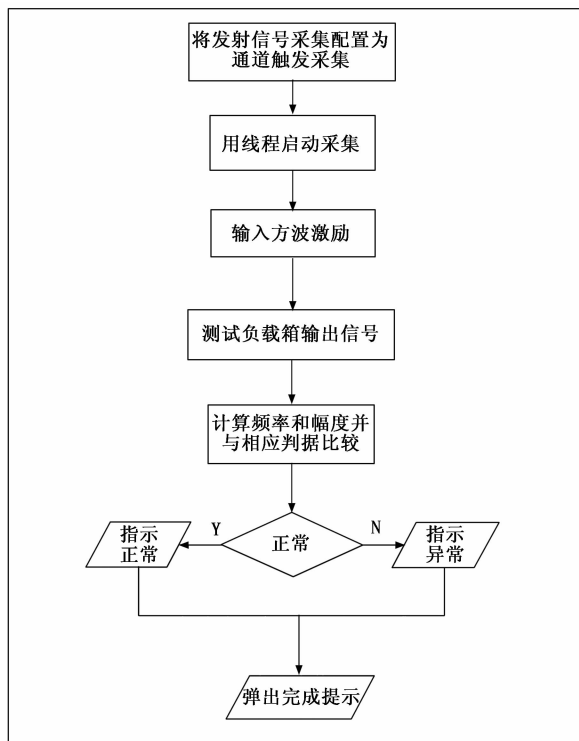 将发射信号采集配置为
通道触发采集
用线程启动采集
输入方波激励
测试负载箱输出信号
计算频率和幅度并
与相应判据比较
Y
N
指示
正常
正常
指示
异常
弹出完成提示